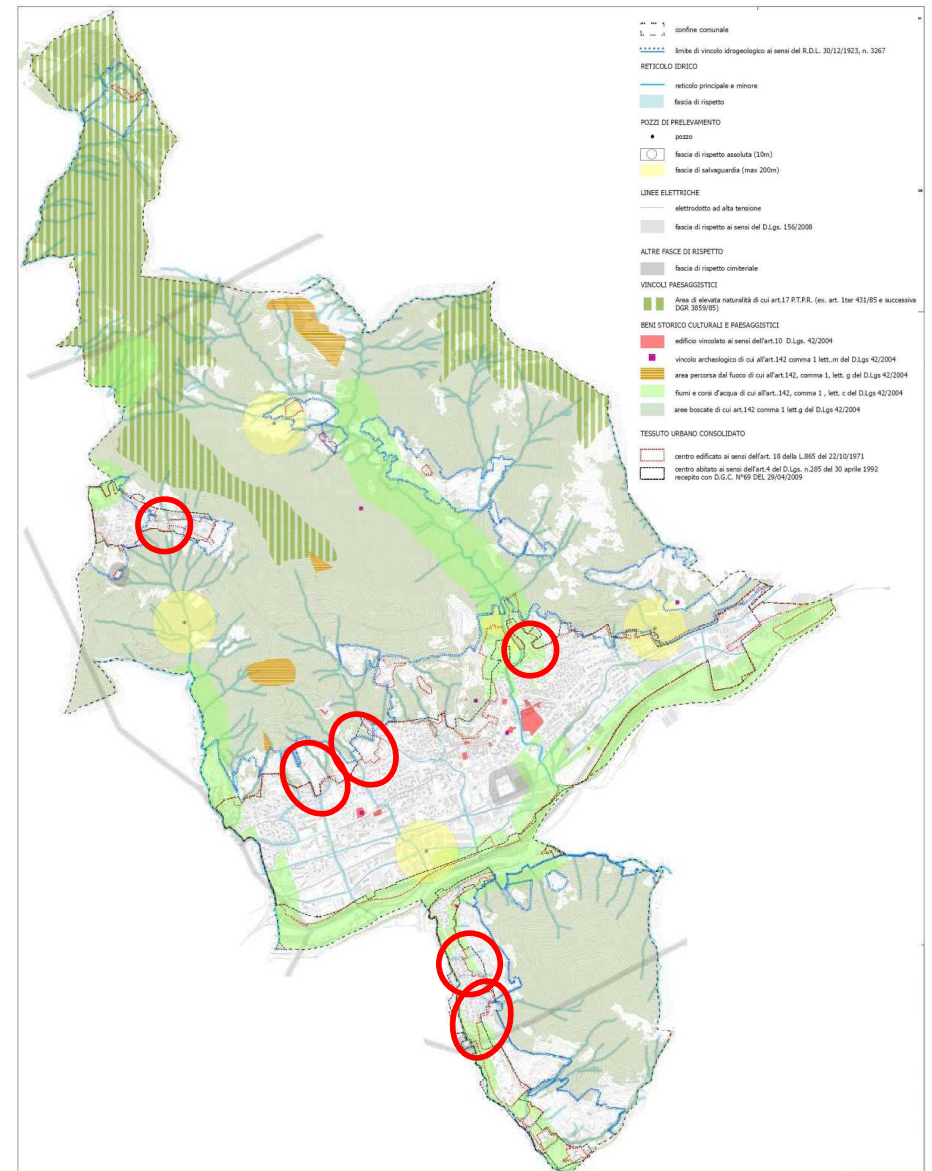 confine comunale
limite di vincolo idrogeologico ai sensi del R.D.L. 30/12/1923, n. 3267
RETICOLO IDRICO
reticolo principale e minore
fascia di rispetto
POZZI DI PRELEVAMENTO
pozzo
fascia di rispetto assoluta (10m)
fascia di salvaguardia (max 200m)
LINEE ELETTRICHE
elettrodotto ad alta tensione
fascia di rispetto ai sensi del D.Lgs. 156/2008
ALTRE FASCE DI RISPETTO
fascia di rispetto cimiteriale
VINCOLI PAESAGGISTICI
Area di elevata naturalità di cui art.17 P.T.P.R. (ex. art. 1ter 431/85 e successiva
DGR 3859/85)
BENI STORICO CULTURALI E PAESAGGISTICI
edificio vincolato ai sensi dell'art.10 D.Lgs. 42/2004
vincolo archeologico di cui all'art.142 comma 1 lett..m del D.Lgs 42/2004
area percorsa dal fuoco di cui all'art.142, comma 1, lett. g del D.Lgs 42/2004
fiumi e corsi d'acqua di cui all'art..142, comma 1 , lett. c del D.Lgs 42/2004
aree boscate di cui art.142 comma 1 lett.g del D.Lgs 42/2004
TESSUTO URBANO CONSOLIDATO
centro edificato ai sensi dell'art. 18 della L.865 del 22/10/1971
centro abitato ai sensi dell'art.4 del D.Lgs. n.285 del 30 aprile 1992
recepito con D.G.C. N°69 DEL 29/04/2009